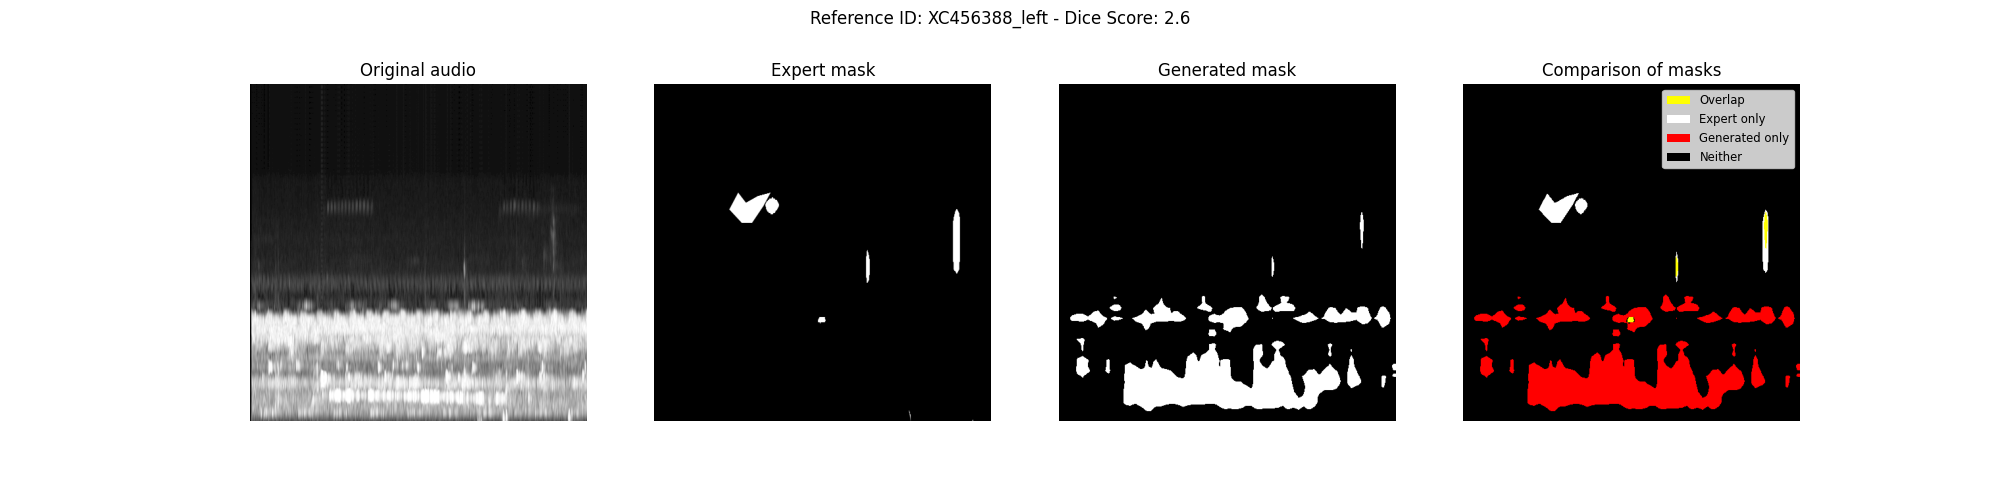 Reference ID: XC456388_left - Dice Score: 2.6
Original audio
Expert mask
Generated mask
Comparison of masks
Overlap
Expert only
Generated only
Neither